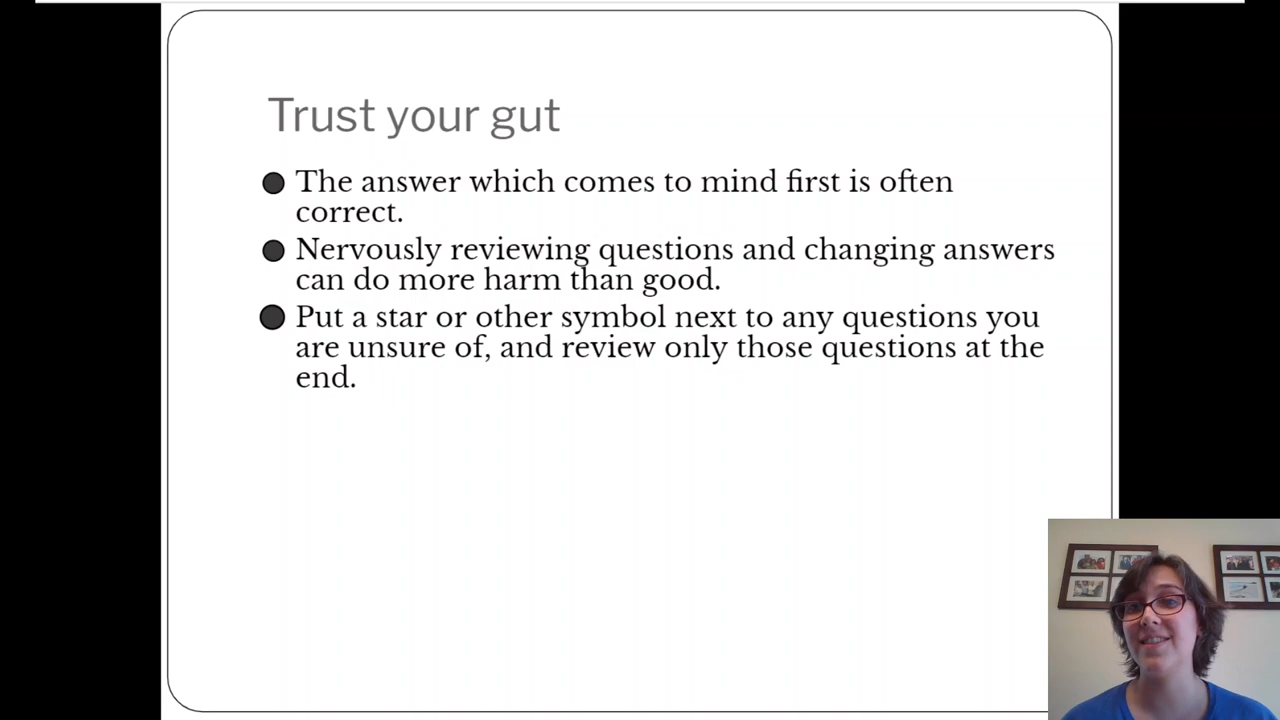 Trust your gut
The answer which comes to mind first is often
correct.
Nervously reviewing questions and changing answers
can do more harm than good.
Put a star or other symbol next to any questions you
are unsure of, and review only those questions at the
end.